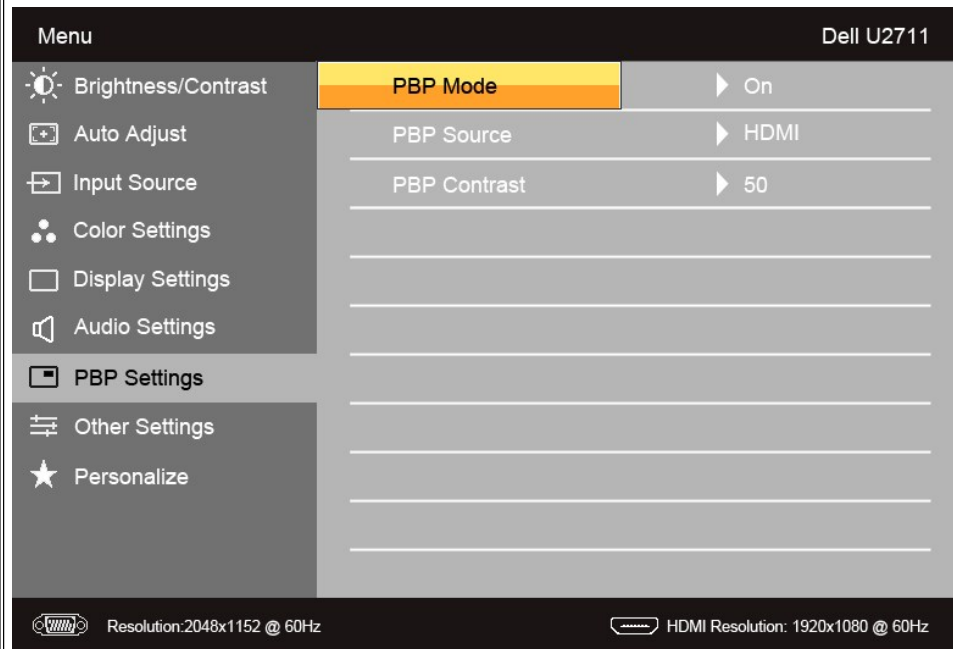 Menu Dell U2711
Brightness/Contrast PBP Mode On
Auto Adjust PBP Source HDMI
Input Source PBP Contrast 50
Color Settings
Display Settings
Audio Settings
PBP Settings
Other Settings
Personalize
Resolution:2048x1152 @ 60Hz HDMI Resolution: 1920x1080 @ 60Hz